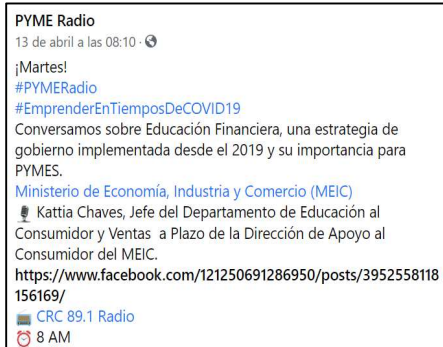 PYME Radio
13 de abril a las 08:10 ·
¡Martes!
#PYMERadio
#EmprenderEnTiemposDeCOVID19
Conversamos sobre Educación Financiera, una estrategia de
gobierno implementada desde el 2019 y su importancia para
PYMES.
Ministerio de Economía, Industria y Comercio (MEIC)
🎙️ Kattia Chaves, Jefe del Departamento de Educación al
Consumidor y Ventas a Plazo de la Dirección de Apoyo al
Consumidor del MEIC.
https://www.facebook.com/121250691286950/posts/3952558118
156169/
📻 CRC 89.1 Radio
⏰ 8 AM